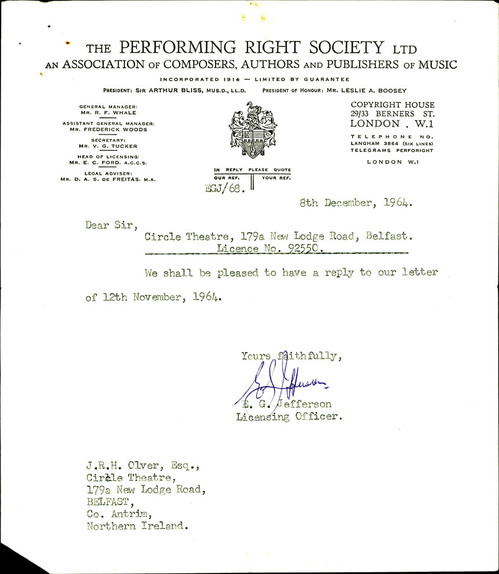 THE PERFORMING RIGHT SOCIETY LTD
AN ASSOCIATION OF COMPOSERS, AUTHORS AND PUBLISHERS OF MUSIC
INCORPORATED 1914 — LIMITED BY GUARANTEE
PRESIDENT: SIR ARTHUR BLISS, MUS.D., LL.D. PRESIDENT OF HONOUR: MR. LESLIE A. BOOSEY
GENERAL MANAGER:
MR. R. F. WHALE
ASSISTANT GENERAL MANAGER:
MR. FREDERICK WOODS
SECRETARY:
MR. V. G. TUCKER
HEAD OF LICENSING:
MR. E. C. FORD. A.C.C.S.
LEGAL ADVISER:
MR. D. A. S. DE FREITAS. M.A.
COPYRIGHT HOUSE
29/33 BERNERS ST.
LONDON . W.1
TELEPHONE NO.
LANGHAM 3864 (SIX LINES)
TELEGRAMS PERFORIGHT
LONDON W.1
IN REPLY PLEASE QUOTE
OUR REF. YOUR REF.
EGJ/68.
8th December, 1964.
Dear Sir,
Circle Theatre, 179a New Lodge Road, Belfast.
Licence No. 92550.
We shall be pleased to have a reply to our letter
of 12th November, 1964.
Yours faithfully,
E G Jefferson
E. G. Jefferson
Licensing Officer.
J.R.H. Olver, Esq.,
Circle Theatre,
179a New Lodge Road,
BELFAST,
Co. Antrim,
Northern Ireland.